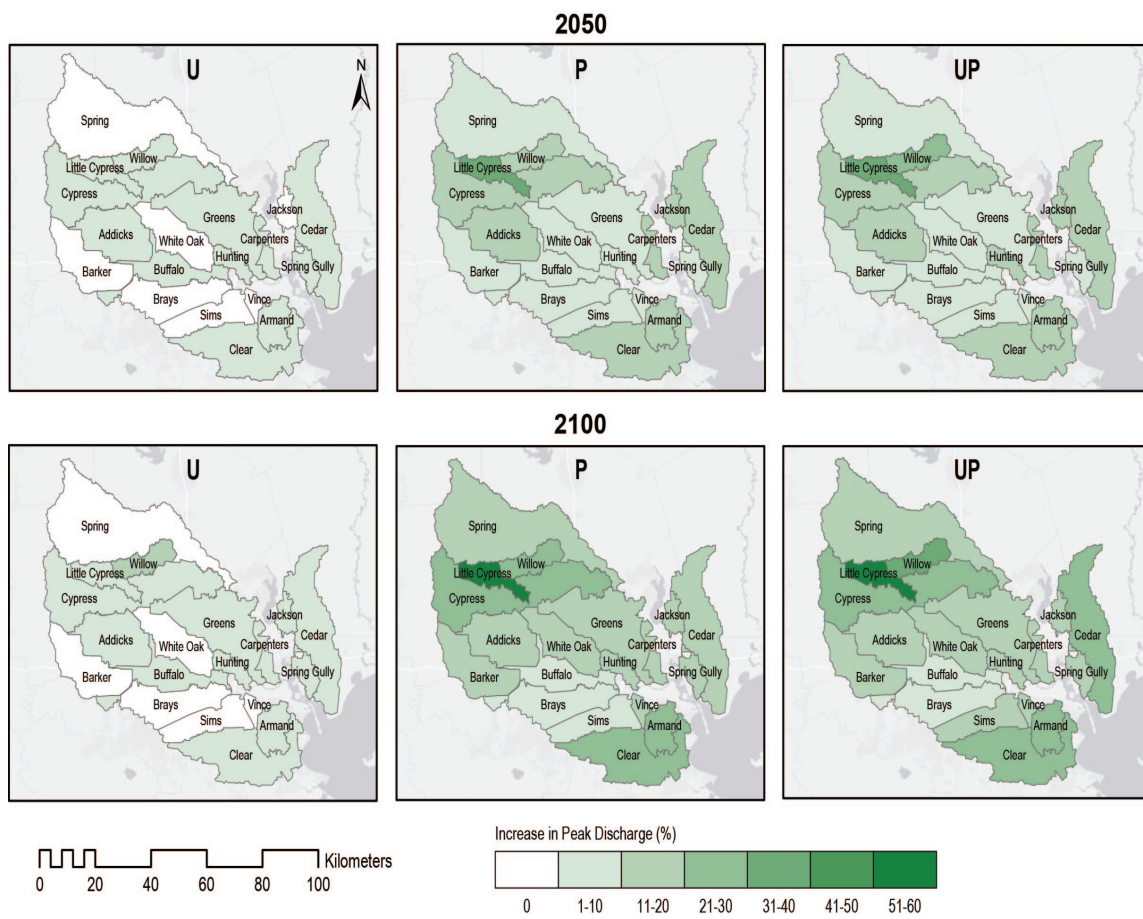 2050
U
N
Spring
Willow
Little Cypress
Cypress
Jackson
Greens
Addicks
Cedar
White Oak
Carpenters
Hunting
Barker
Buffalo
Spring Gully
Brays
Vince
Sims
Armand
Clear
P
Spring
Willow
Little Cypress
Cypress
Jackson
Greens
Addicks
Cedar
White Oak
Carpenters
Hunting
Barker
Buffalo
Spring Gully
Brays
Vince
Sims
Armand
Clear
UP
Spring
Willow
Little Cypress
Cypress
Jackson
Greens
Addicks
Cedar
White Oak
Carpenters
Hunting
Barker
Buffalo
Spring Gully
Brays
Vince
Sims
Armand
Clear
2100
U
Spring
Willow
Little Cypress
Cypress
Jackson
Greens
Addicks
Cedar
White Oak
Carpenters
Hunting
Barker
Buffalo
Spring Gully
Brays
Vince
Sims
Armand
Clear
P
Spring
Willow
Little Cypress
Cypress
Jackson
Greens
Addicks
Cedar
White Oak
Carpenters
Hunting
Barker
Buffalo
Spring Gully
Brays
Vince
Sims
Armand
Clear
UP
Spring
Willow
Little Cypress
Cypress
Jackson
Greens
Addicks
Cedar
White Oak
Carpenters
Hunting
Barker
Buffalo
Spring Gully
Brays
Vince
Sims
Armand
Clear
Kilometers
0 20 40 60 80 100
Increase in Peak Discharge (%)
0 1-10 11-20 21-30 31-40 41-50 51-60